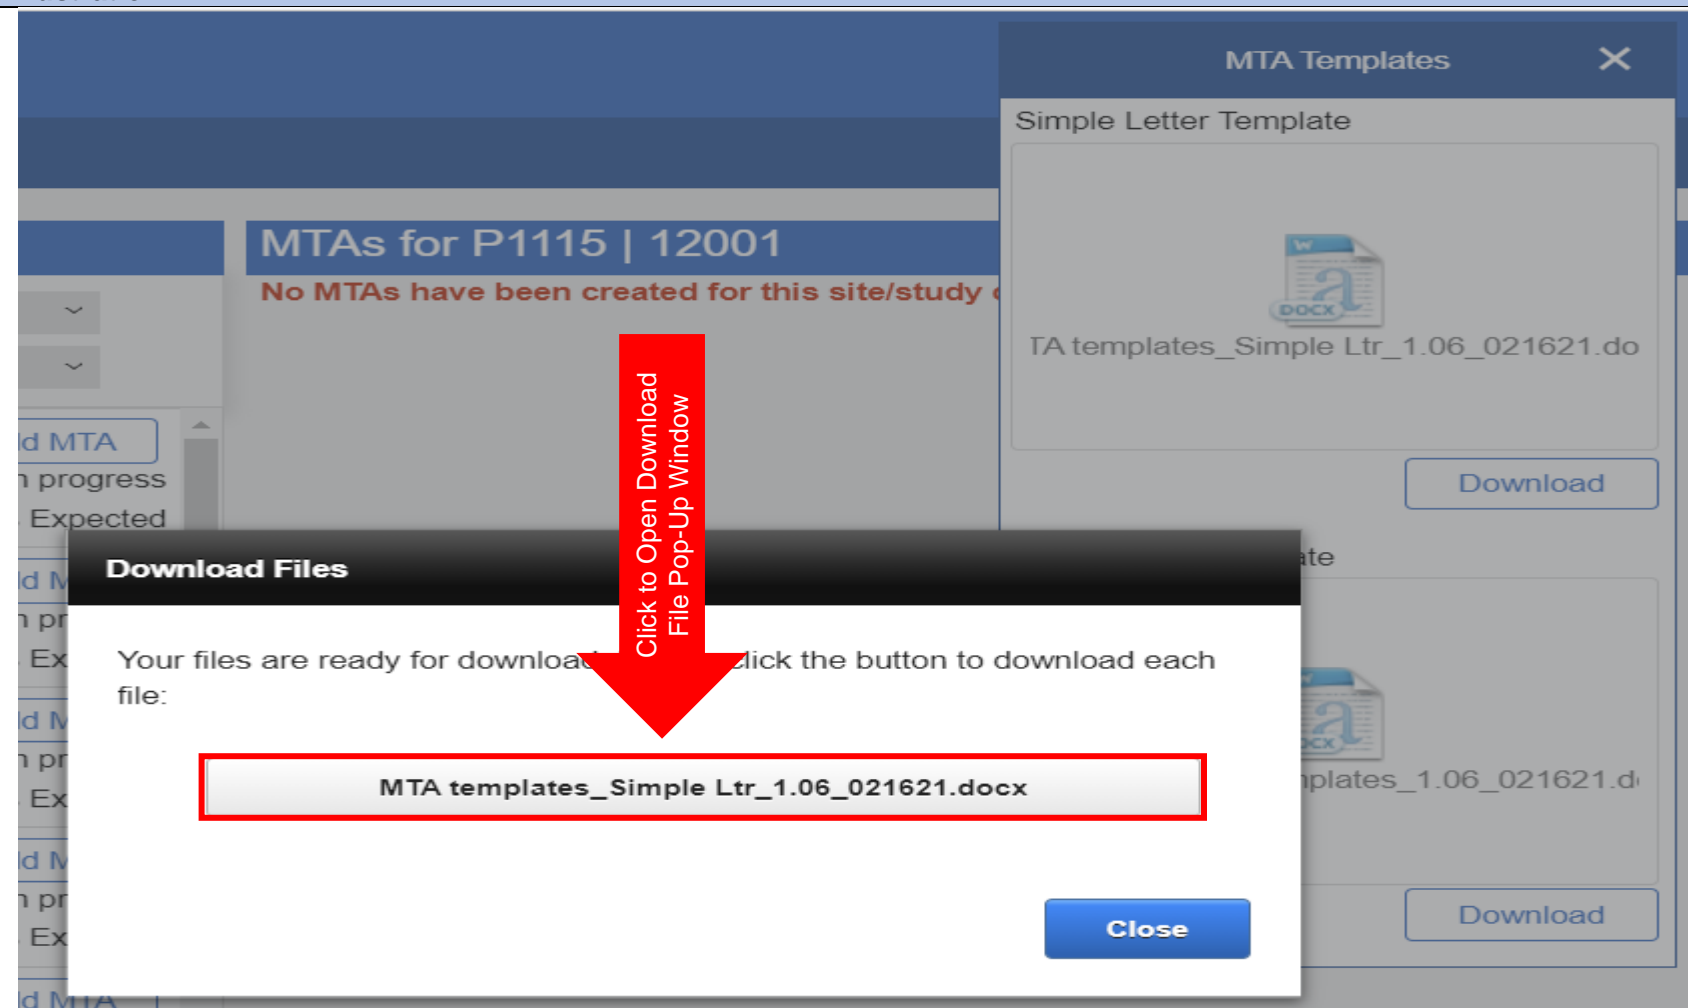 MTA Templates
Simple Letter Template
MTAs for P1115 | 12001
No MTAs have been created for this site/study
DOCX
TA templates_Simple Ltr_1.06_021621.do
Download
MTA
progress
Expected
Click to Open Download
File Pop-Up Window
Download Files
Your files are ready for download click the button to download each
file:
MTA templates_Simple Ltr_1.06_021621.docx
Close
plates_1.06_021621.d
Download
MTA